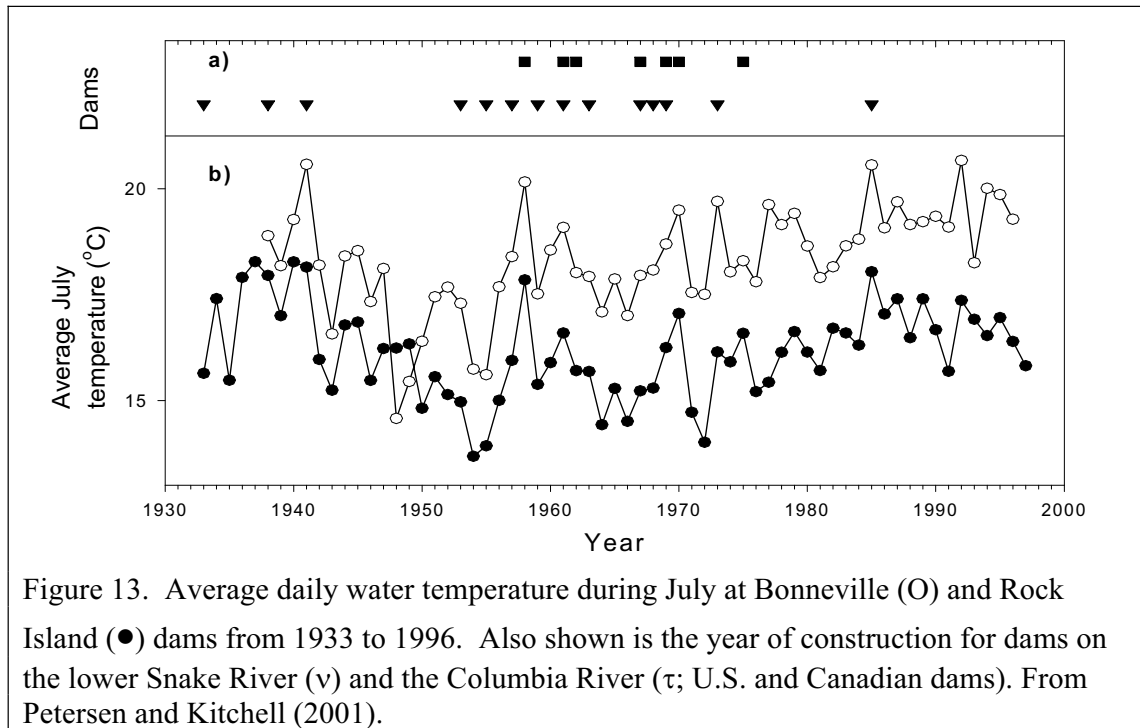 a)
Dams
b)
20
15
Average July
temperature (°C)
1930 1940 1950 1960 1970 1980 1990 2000
Year
Figure 13. Average daily water temperature during July at Bonneville (O) and Rock
Island (●) dams from 1933 to 1996. Also shown is the year of construction for dams on
the lower Snake River (ν) and the Columbia River (τ; U.S. and Canadian dams). From
Petersen and Kitchell (2001).